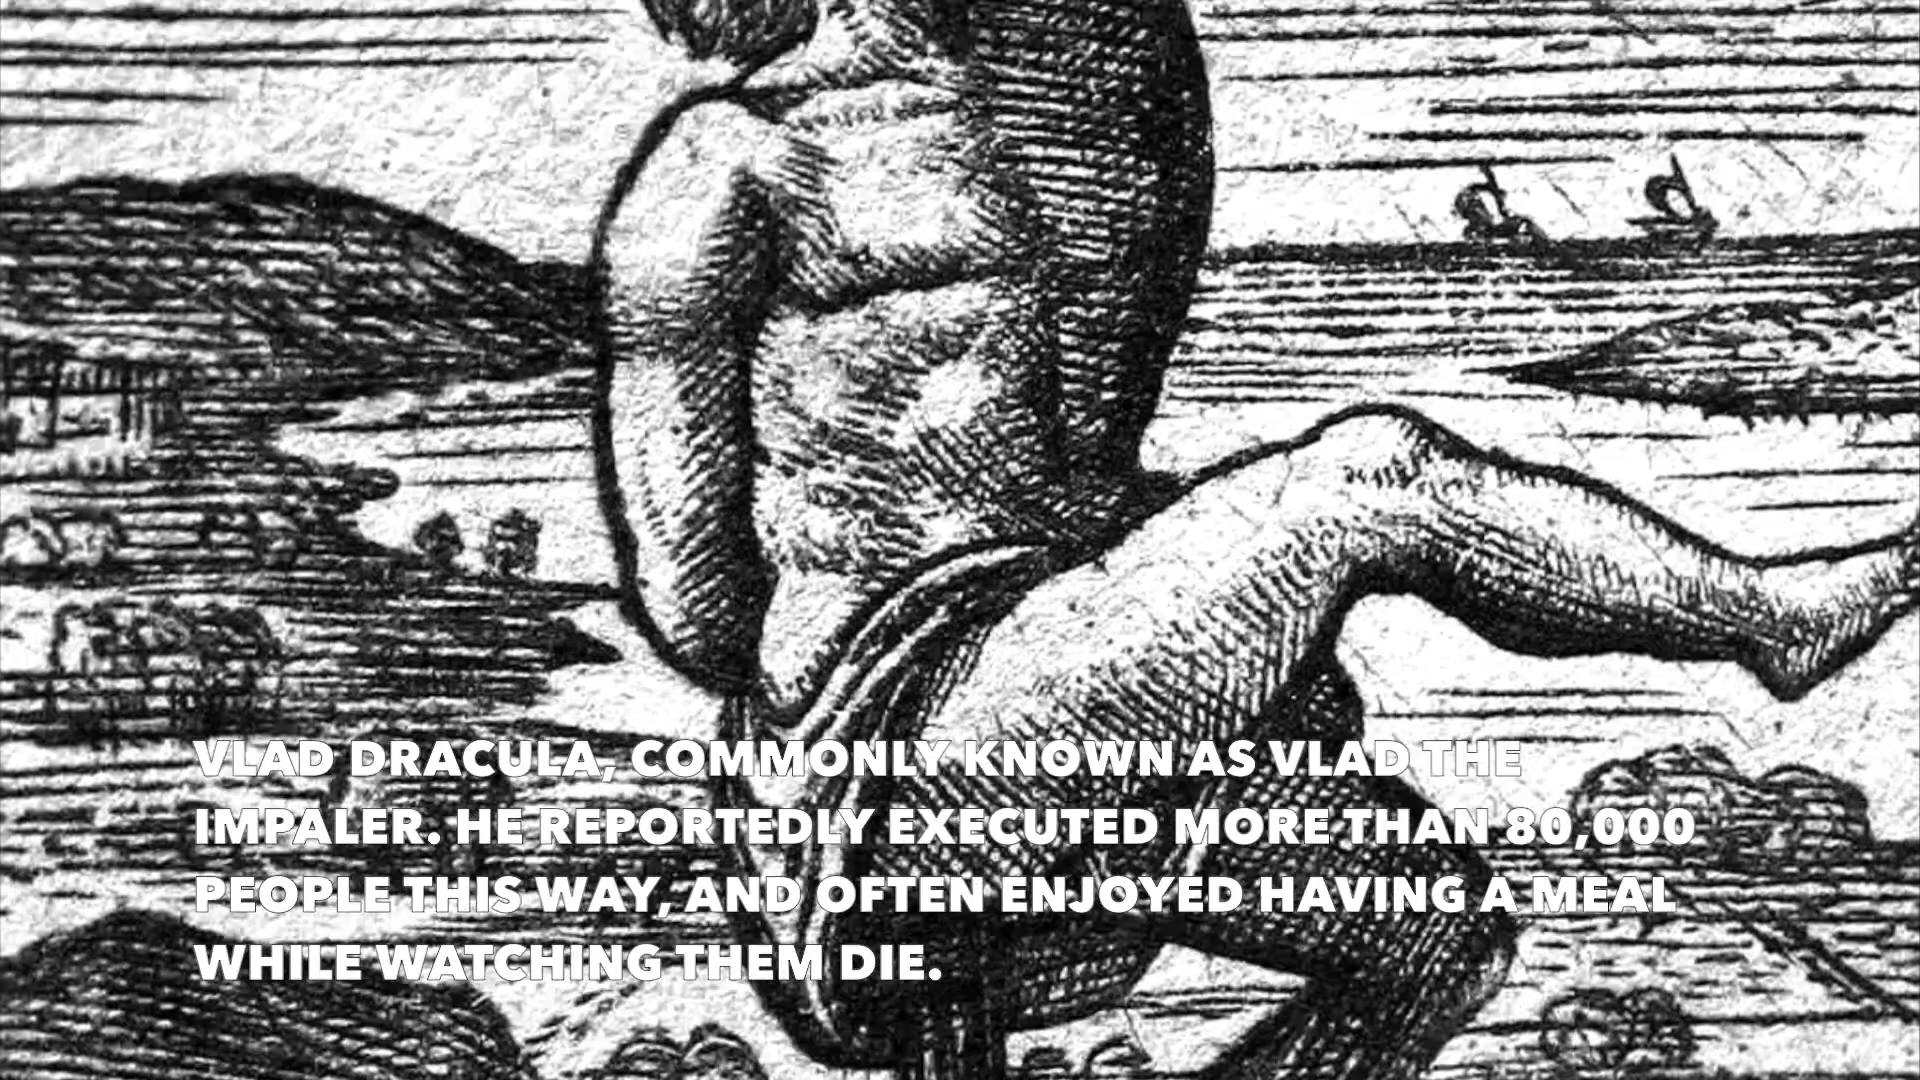 VLAD DRACULA, COMMONLY KNOWN AS VLAD THE
IMPALER. HE REPORTEDLY EXECUTED MORE THAN 80,000
PEOPLE THIS WAY, AND OFTEN ENJOYED HAVING A MEAL
WHILE WATCHING THEM DIE.